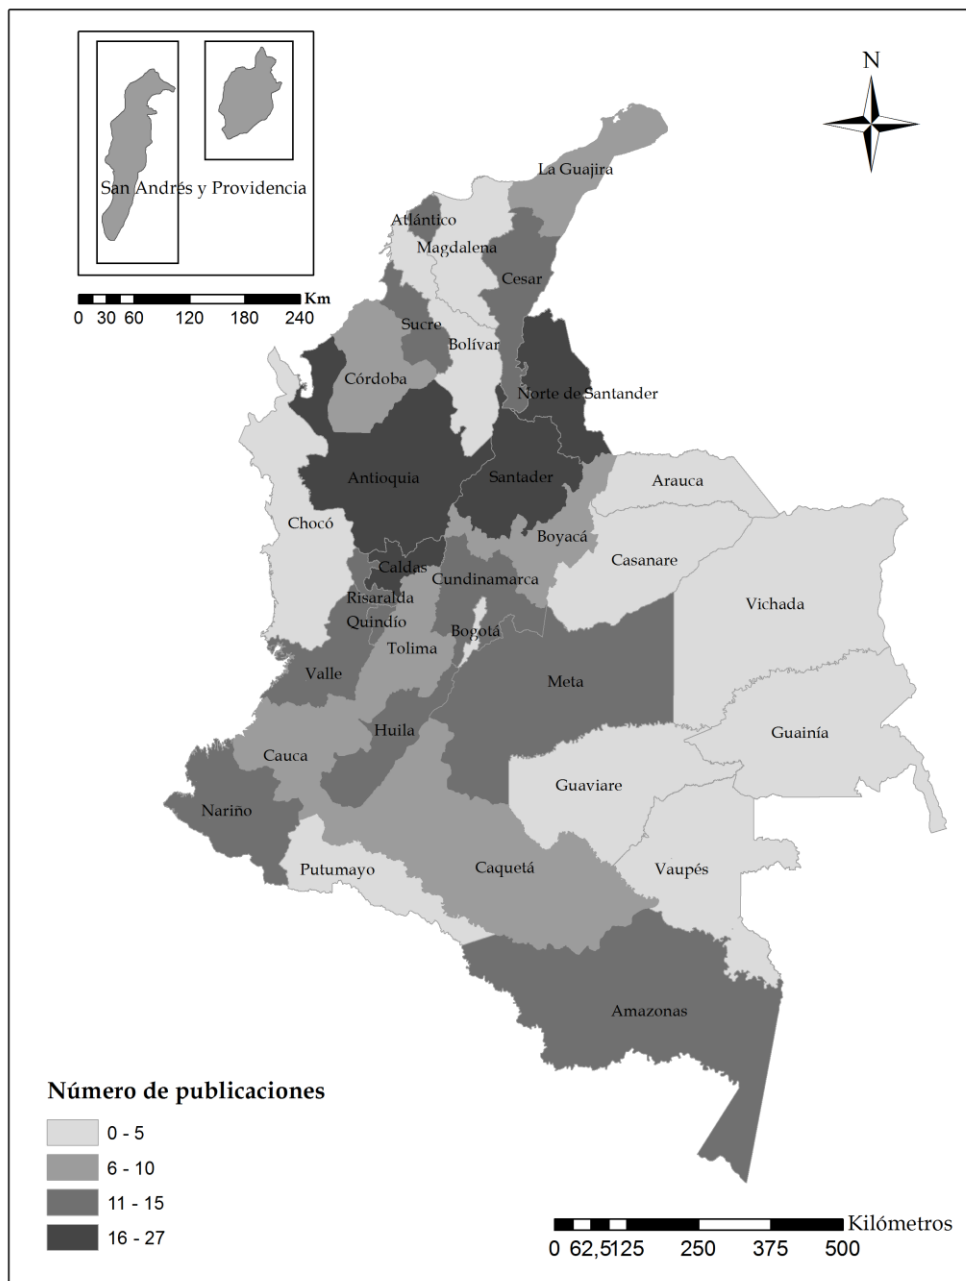 N
San Andrés y Providencia
Km
0 30 60 120 180 240
La Guajira
Atlántico
Magdalena
Cesar
Sucre
Bolívar
Córdoba
Norte de Santander
Antioquia
Santader
Arauca
Chocó
Boyacá
Casanare
Caldas
Cundinamarca
Risaralda
Vichada
Quindío
Bogotá
Tolima
Valle
Meta
Huila
Guainía
Cauca
Guaviare
Nariño
Putumayo
Caquetá
Vaupés
Amazonas
Número de publicaciones
0 - 5
6 - 10
11 - 15
16 - 27
Kilómetros
0 62,5125 250 375 500